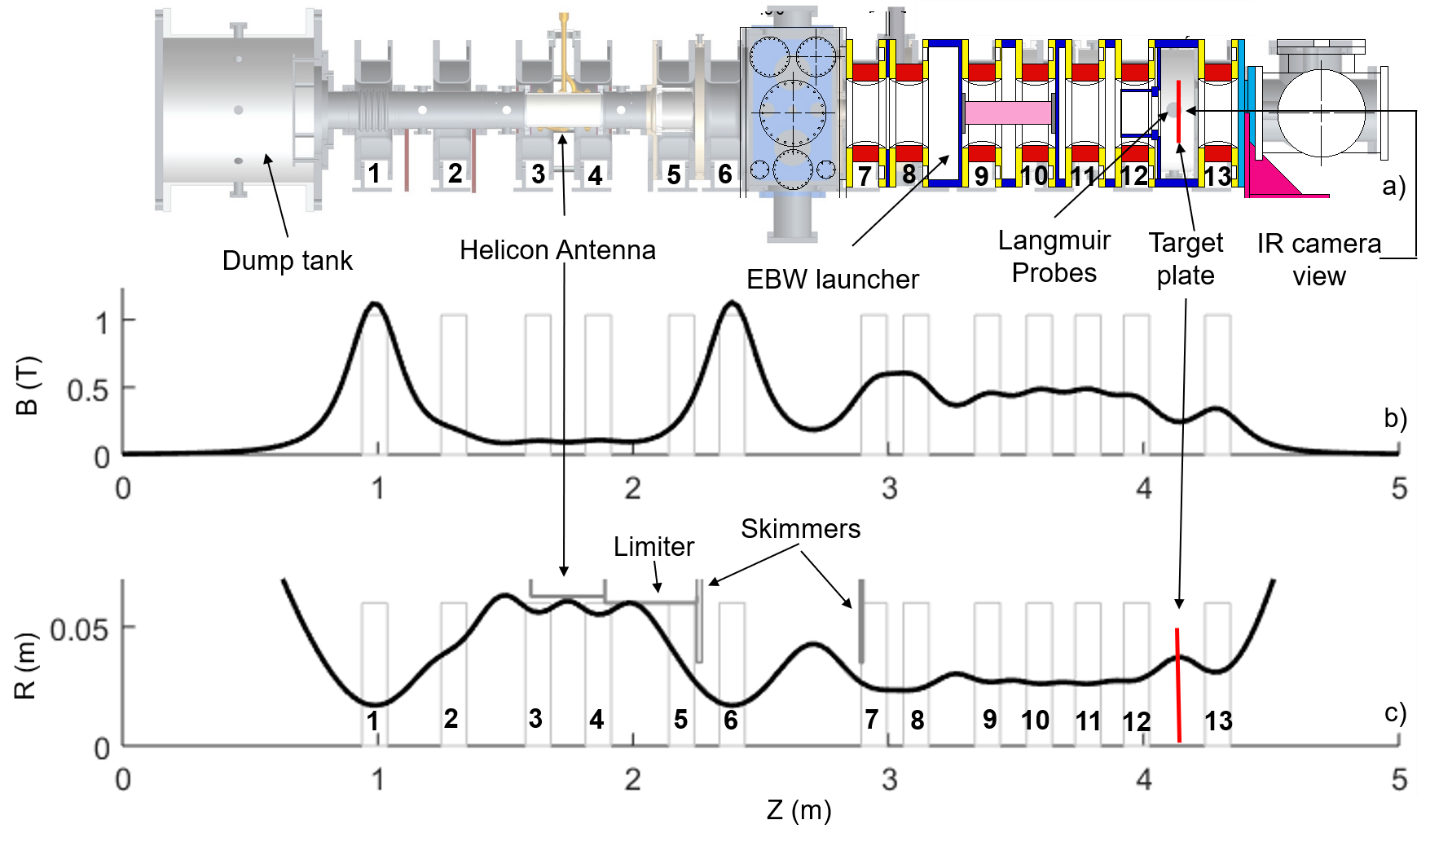 1 2 3 4 5 6 7 8 9 10 11 12 13
a)
Dump tank
Helicon Antenna
EBW launcher
Langmuir
Probes
Target
plate
IR camera
view
B (T)
1
0.5
0
b)
0 1 2 3 4 5
Skimmers
Limiter
R (m)
0.05
0
1 2 3 4 5 6 7 8 9 10 11 12 13
c)
0 1 2 3 4 5
Z (m)